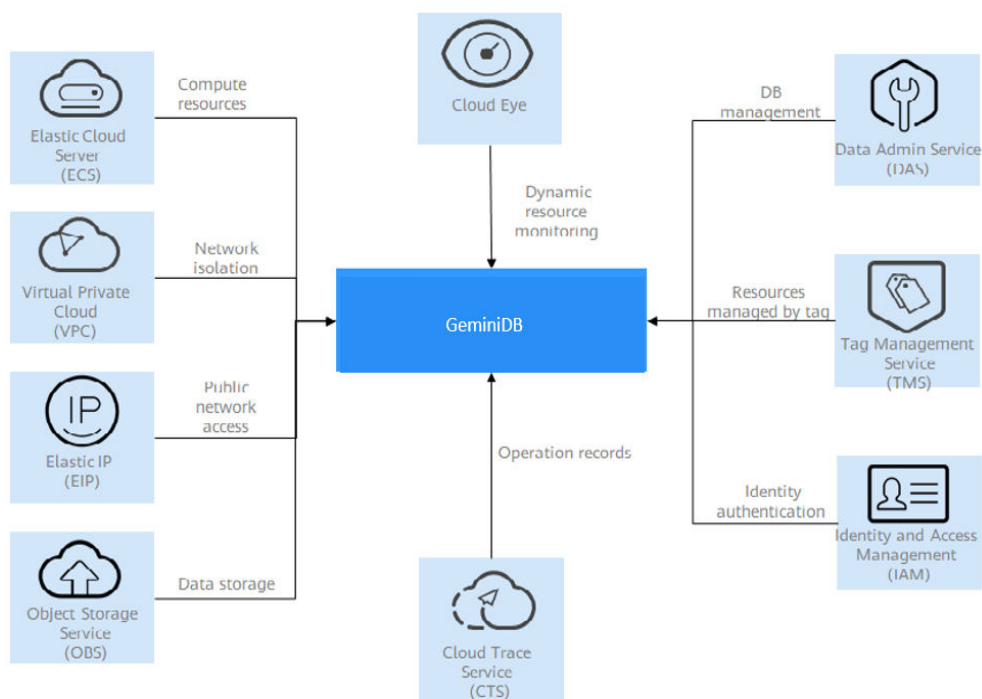 Compute
resources
Elastic Cloud
Server
(ECS)
Network
isolation
Virtual Private
Cloud
(VPC)
IP
Public
network
access
Elastic IP
(EIP)
Data storage
Object Storage
Service
(OBS)
Cloud Eye
Dynamic
resource
monitoring
GeminiDB
Operation records
Cloud Trace
Service
(CTS)
DB
management
Data Admin Service
(DAS)
Resources
managed by tag
Tag Management
Service
(TMS)
Identity
authentication
Identity and Access
Management
(IAM)